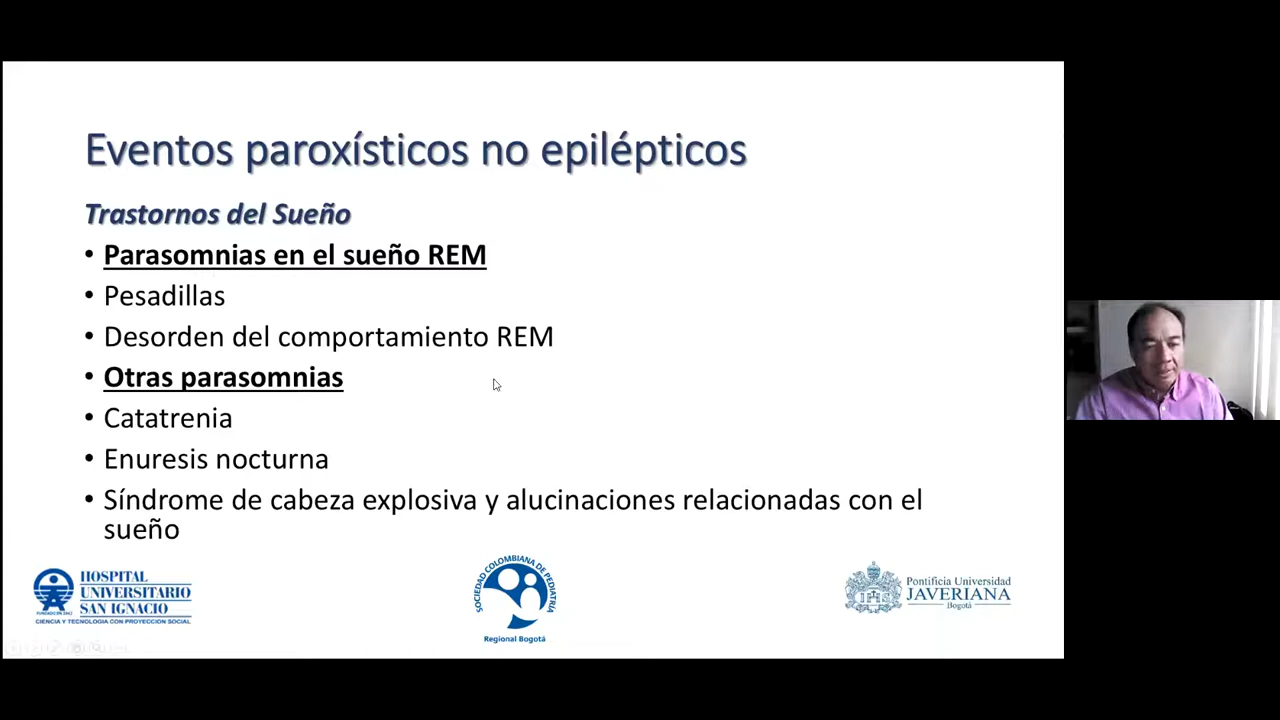 Eventos paroxísticos no epilépticos
Trastornos del Sueño
• Parasomnias en el sueño REM
• Pesadillas
• Desorden del comportamiento REM
• Otras parasomnias
• Catatrenia
• Enuresis nocturna
• Síndrome de cabeza explosiva y alucinaciones relacionadas con el
sueño
HOSPITAL
UNIVERSITARIO
SAN IGNACIO
CIENCIA Y TECNOLOGIA CON PROYECCION SOCIAL
SOCIEDAD COLOMBIANA DE PEDIATRIA
Regional Bogotá
Pontificia Universidad
JAVERIANA
Bogotá